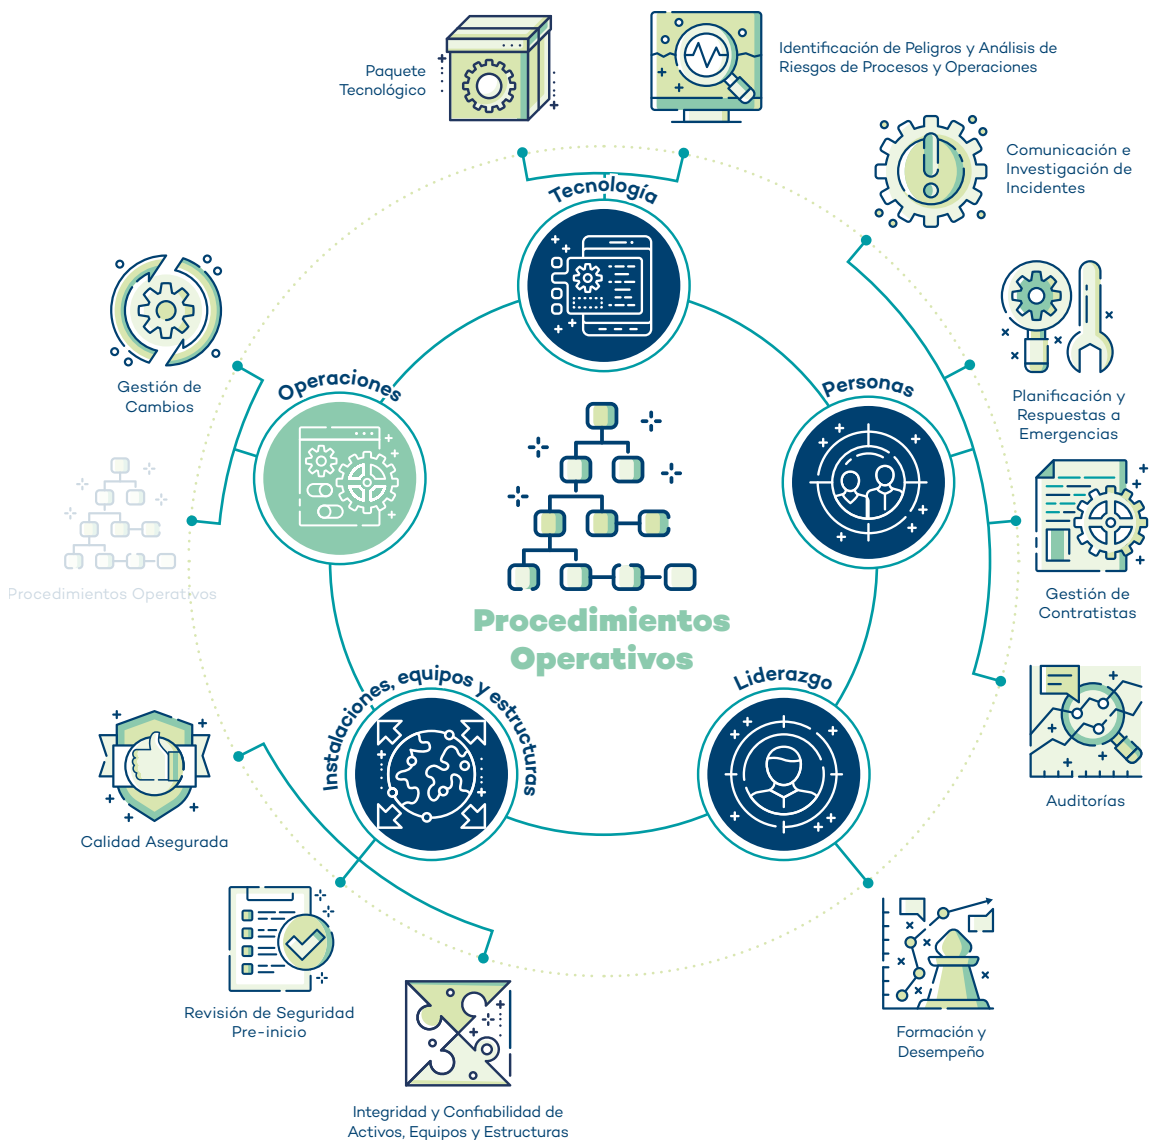 Paquete
Tecnológico
Identificación de Peligros y Análisis de
Riesgos de Procesos y Operaciones
Comunicación e
Investigación de
Incidentes
Tecnología
Gestión de
Cambios
Operaciones
Personas
Planificación y
Respuestas a
Emergencias
Procedimientos Operativos
Procedimientos
Operativos
Gestión de
Contratistas
Instalaciones, equipos y estructuras
Liderazgo
Auditorías
Calidad Asegurada
Revisión de Seguridad
Pre-inicio
Formación y
Desempeño
Integridad y Confiabilidad de
Activos, Equipos y Estructuras